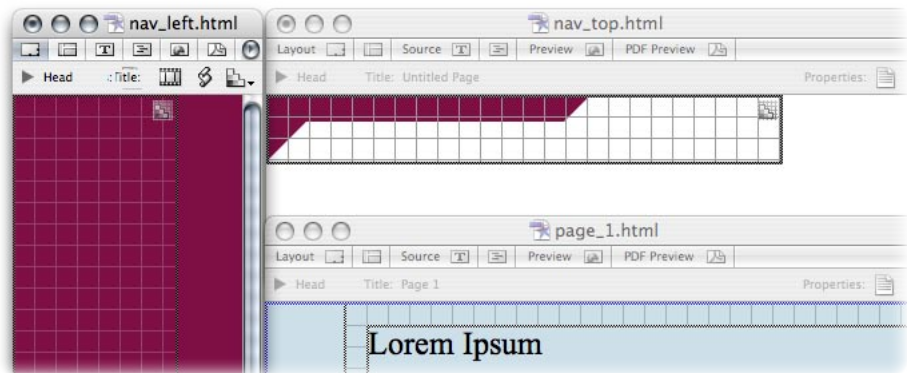 nav_left.html
Head Title:
nav_top.html
Layout Source T Preview PDF Preview
Head Title: Untitled Page Properties:
page_1.html
Layout Source T Preview PDF Preview
Head Title: Page 1 Properties:
Lorem Ipsum